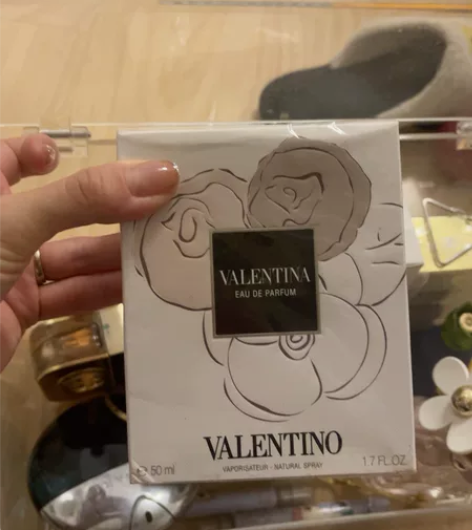 VALENTINA
EAU DE PARFUM
VALENTINO
VAPORISATEUR - NATURAL SPRAY
e 50 ml
1.7 FL.OZ.